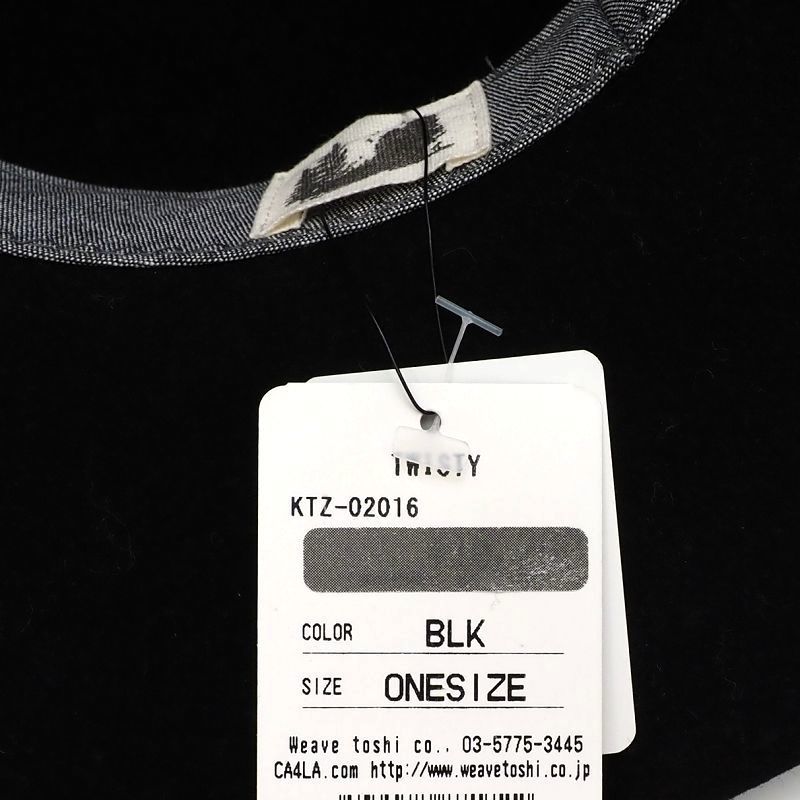 TWISTY
KTZ-02016
COLOR BLK
SIZE ONESIZE
Weave toshi co., 03-5775-3445
CA4LA.com http://www.weavetoshi.co.jp